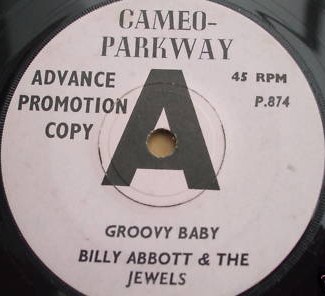 CAMEO-
PARKWAY
ADVANCE
PROMOTION
COPY
A
45 RPM
P.874
GROOVY BABY
BILLY ABBOTT & THE
JEWELS